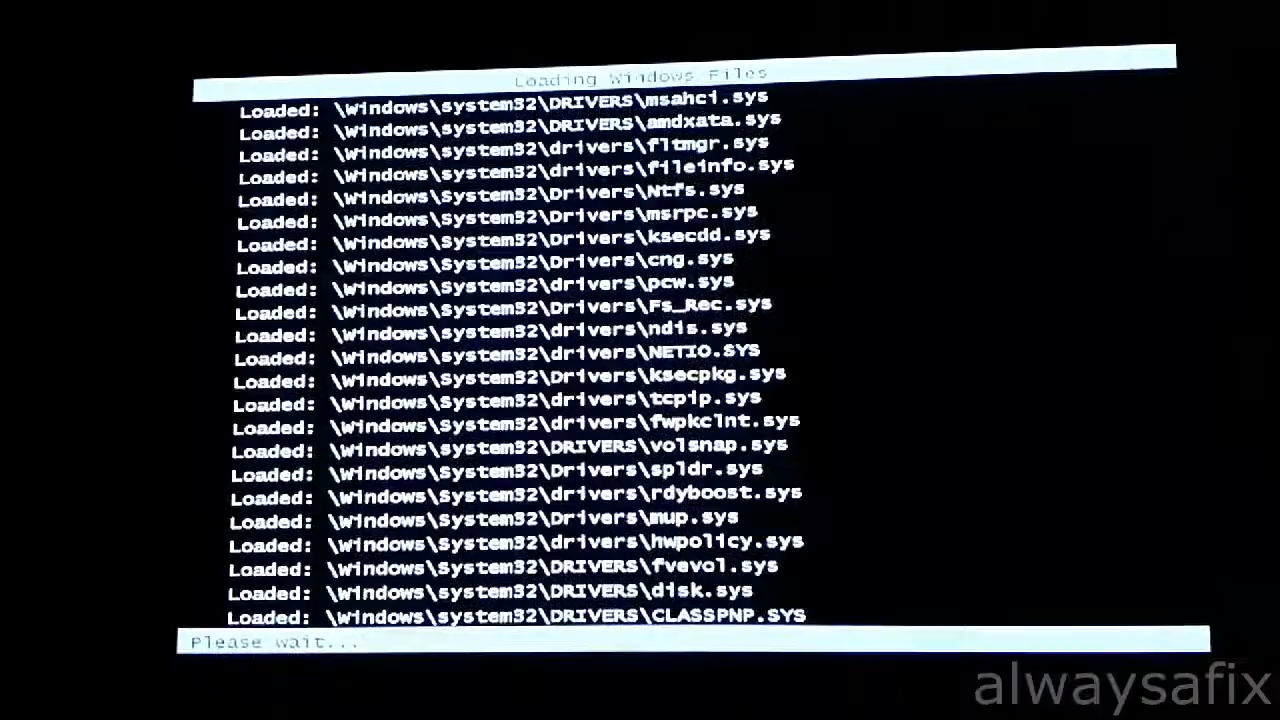 Loading Windows Files
Loaded: \Windows\system32\DRIVERS\msahci.sys
Loaded: \Windows\system32\DRIVERS\amdxata.sys
Loaded: \Windows\system32\drivers\fltmgr.sys
Loaded: \Windows\system32\drivers\fileinfo.sys
Loaded: \Windows\System32\Drivers\Ntfs.sys
Loaded: \Windows\System32\Drivers\msrpc.sys
Loaded: \Windows\System32\Drivers\ksecdd.sys
Loaded: \Windows\System32\Drivers\cng.sys
Loaded: \Windows\System32\drivers\pcw.sys
Loaded: \Windows\System32\Drivers\Fs_Rec.sys
Loaded: \Windows\System32\drivers\ndis.sys
Loaded: \Windows\System32\drivers\NETIO.SYS
Loaded: \Windows\System32\Drivers\ksecpkg.sys
Loaded: \Windows\System32\drivers\tcpip.sys
Loaded: \Windows\System32\drivers\fwpkclnt.sys
Loaded: \Windows\System32\DRIVERS\volsnap.sys
Loaded: \Windows\System32\Drivers\spldr.sys
Loaded: \Windows\System32\drivers\rdyboost.sys
Loaded: \Windows\System32\Drivers\mup.sys
Loaded: \Windows\System32\drivers\hwpolicy.sys
Loaded: \Windows\System32\DRIVERS\fvevol.sys
Loaded: \Windows\system32\DRIVERS\disk.sys
Loaded: \Windows\system32\DRIVERS\CLASSPNP.SYS
Please wait...
alwaysafix